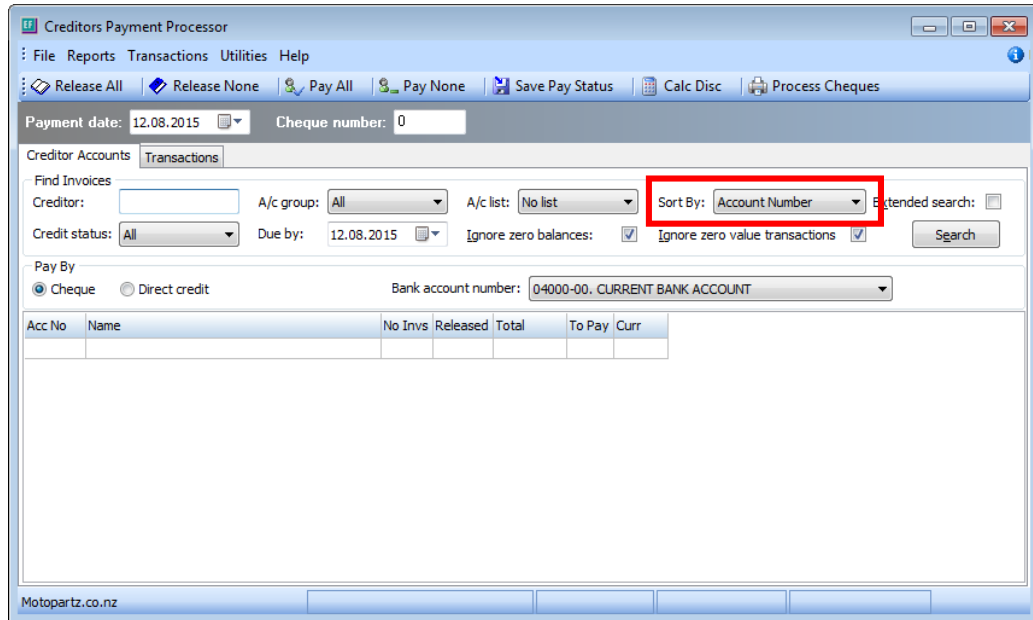 Creditors Payment Processor
File Reports Transactions Utilities Help
Release All Release None Pay All Pay None Save Pay Status Calc Disc Process Cheques
Payment date: 12.08.2015 Cheque number: 0
Creditor Accounts Transactions
Find Invoices
Creditor: A/c group: All A/c list: No list Sort By: Account Number Extended search:
Credit status: All Due by: 12.08.2015 Ignore zero balances: Ignore zero value transactions Search
Pay By
Cheque Direct credit Bank account number: 04000-00. CURRENT BANK ACCOUNT
Acc No Name No Invs Released Total To Pay Curr
Motopartz.co.nz